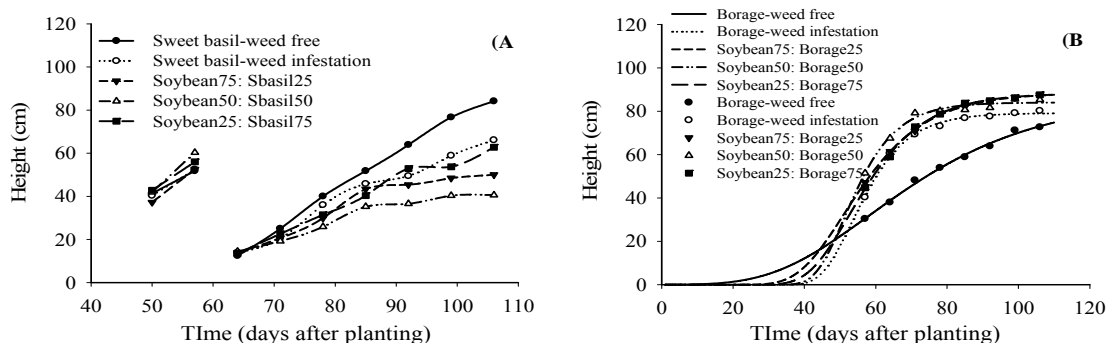 120
100
80
60
40
20
0
Height (cm)
Sweet basil-weed free
Sweet basil-weed infestation
Soybean75: Sbasil25
Soybean50: Sbasil50
Soybean25: Sbasil75
(A
40 50 60 70 80 90 100 110
TIme (days after planting)
Borage-weed free
Borage-weed infestation
Soybean75: Borage25
Soybean50: Borage50
Soybean25: Borage75
Borage-weed free
Borage-weed infestation
Soybean75: Borage25
Soybean50: Borage50
Soybean25: Borage75
(B
120
100
80
60
40
20
0
Height (cm)
0 20 40 60 80 100 120
TIme (days after planting)